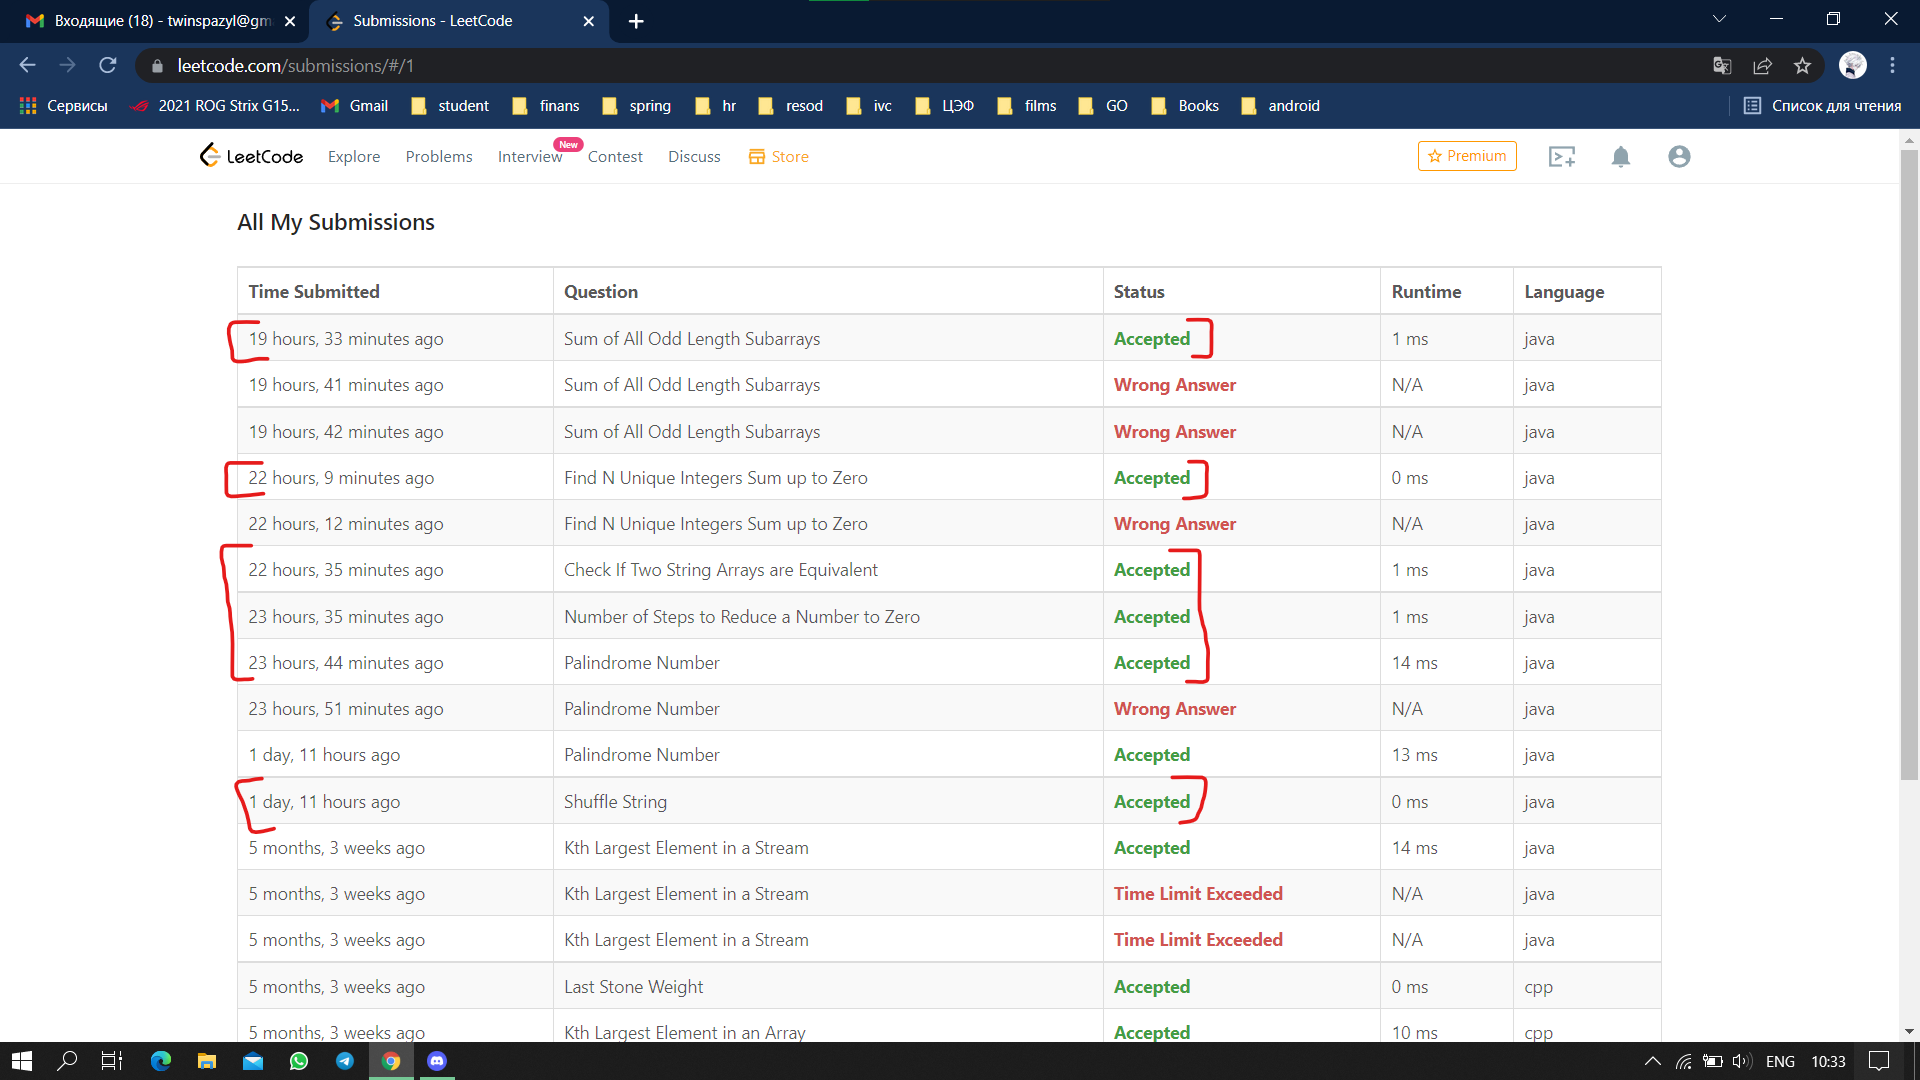 Входящие (18) - twinspazyl@gm
Submissions - LeetCode
leetcode.com/submissions/#/1
Сервисы 2021 ROG Strix G15... Gmail student finans spring hr resod ivc ЦЭФ films GO Books android Список для чтения
LeetCode Explore Problems Interview New Contest Discuss Store Premium
All My Submissions
Time Submitted Question Status Runtime Language
19 hours, 33 minutes ago Sum of All Odd Length Subarrays Accepted 1 ms java
19 hours, 41 minutes ago Sum of All Odd Length Subarrays Wrong Answer N/A java
19 hours, 42 minutes ago Sum of All Odd Length Subarrays Wrong Answer N/A java
22 hours, 9 minutes ago Find N Unique Integers Sum up to Zero Accepted 0 ms java
22 hours, 12 minutes ago Find N Unique Integers Sum up to Zero Wrong Answer N/A java
22 hours, 35 minutes ago Check If Two String Arrays are Equivalent Accepted 1 ms java
23 hours, 35 minutes ago Number of Steps to Reduce a Number to Zero Accepted 1 ms java
23 hours, 44 minutes ago Palindrome Number Accepted 14 ms java
23 hours, 51 minutes ago Palindrome Number Wrong Answer N/A java
1 day, 11 hours ago Palindrome Number Accepted 13 ms java
1 day, 11 hours ago Shuffle String Accepted 0 ms java
5 months, 3 weeks ago Kth Largest Element in a Stream Accepted 14 ms java
5 months, 3 weeks ago Kth Largest Element in a Stream Time Limit Exceeded N/A java
5 months, 3 weeks ago Kth Largest Element in a Stream Time Limit Exceeded N/A java
5 months, 3 weeks ago Last Stone Weight Accepted 0 ms cpp
5 months, 3 weeks ago Kth Largest Element in an Array Accepted 10 ms cpp
ENG 10:33